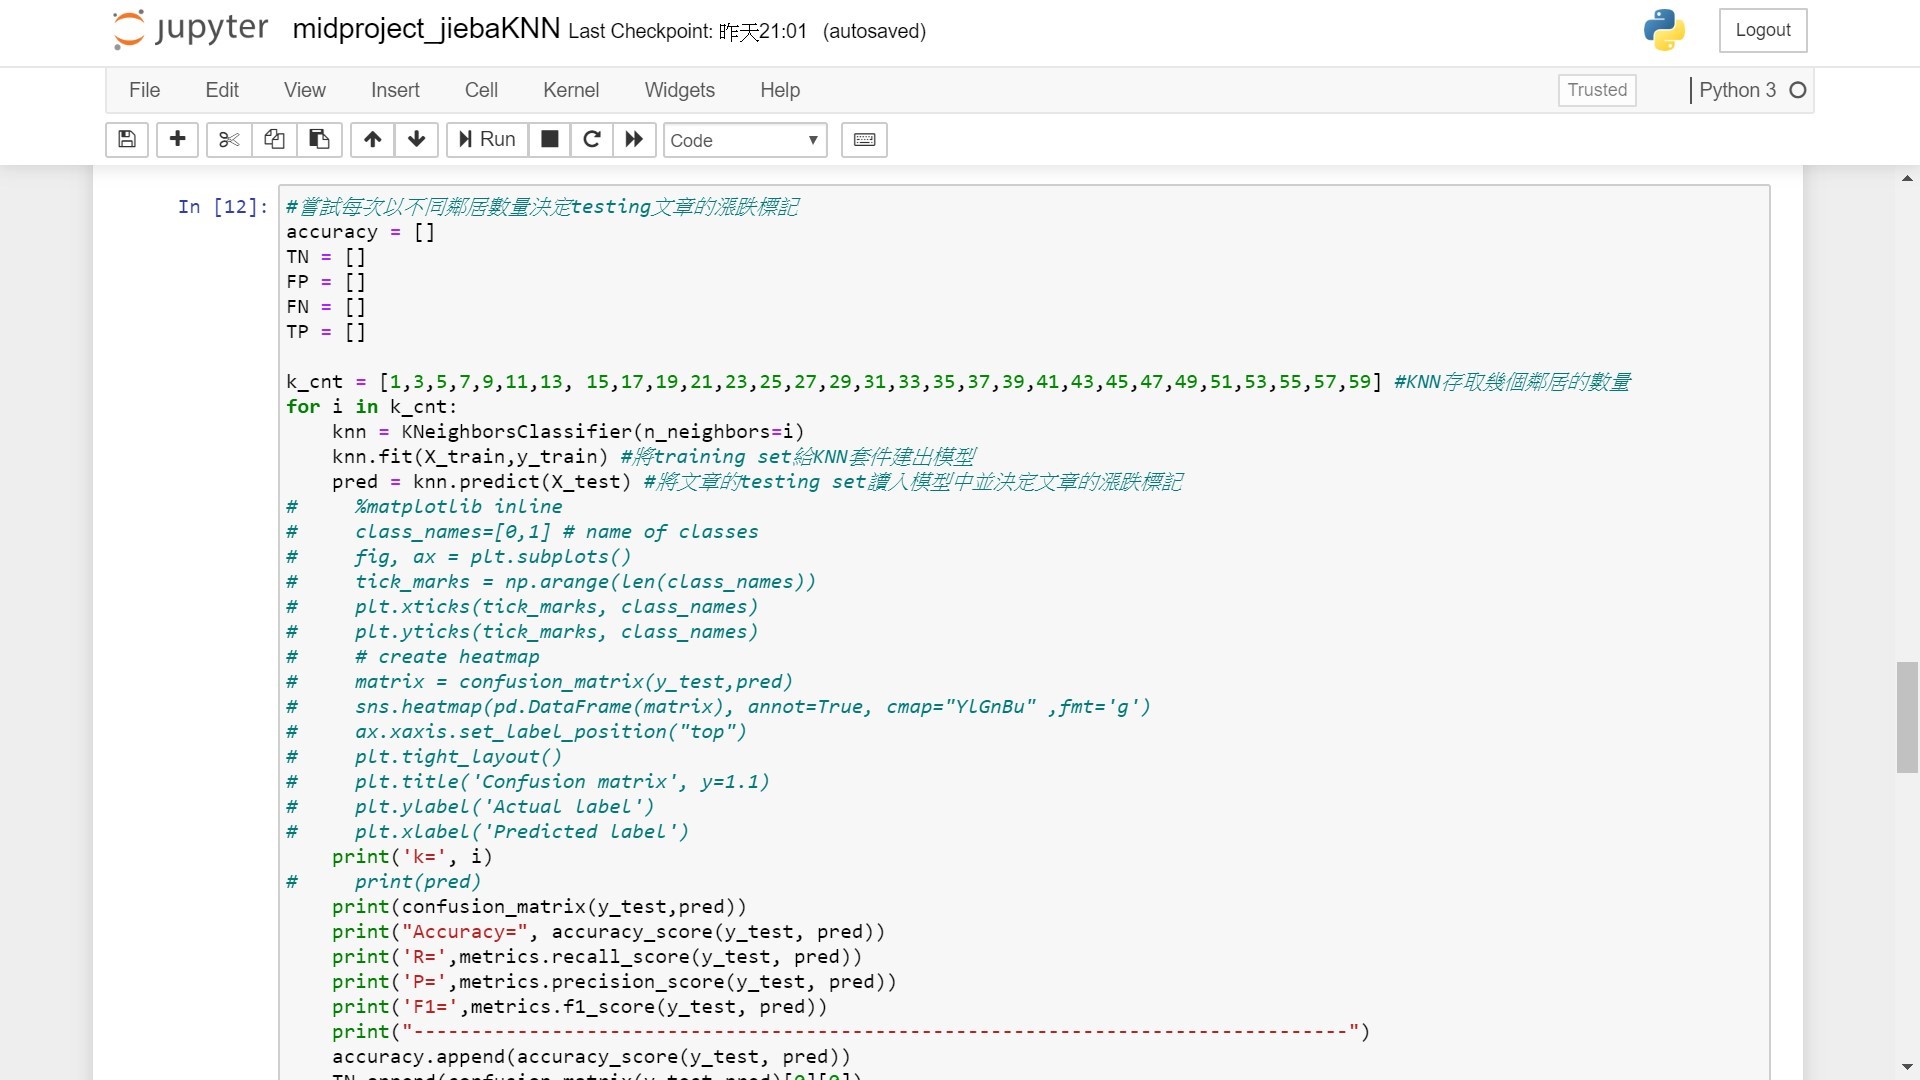 jupyter midproject_jiebaKNN Last Checkpoint: 昨天21:01 (autosaved) Logout
File Edit View Insert Cell Kernel Widgets Help Trusted Python 3
Run Code
In [12]: #嘗試每次以不同鄰居數量決定testing文章的漲跌標記
accuracy = []
TN = []
FP = []
FN = []
TP = []
k_cnt = [1,3,5,7,9,11,13, 15,17,19,21,23,25,27,29,31,33,35,37,39,41,43,45,47,49,51,53,55,57,59] #KNN存取幾個鄰居的數量
for i in k_cnt:
    knn = KNeighborsClassifier(n_neighbors=i)
    knn.fit(X_train,y_train) #將training set給KNN套件建出模型
    pred = knn.predict(X_test) #將文章的testing set讀入模型中並決定文章的漲跌標記
#     %matplotlib inline
#     class_names=[0,1] # name of classes
#     fig, ax = plt.subplots()
#     tick_marks = np.arange(len(class_names))
#     plt.xticks(tick_marks, class_names)
#     plt.yticks(tick_marks, class_names)
#     # create heatmap
#     matrix = confusion_matrix(y_test,pred)
#     sns.heatmap(pd.DataFrame(matrix), annot=True, cmap="YlGnBu" ,fmt='g')
#     ax.xaxis.set_label_position("top")
#     plt.tight_layout()
#     plt.title('Confusion matrix', y=1.1)
#     plt.ylabel('Actual label')
#     plt.xlabel('Predicted label')
    print('k=', i)
#     print(pred)
    print(confusion_matrix(y_test,pred))
    print("Accuracy=", accuracy_score(y_test, pred))
    print('R=',metrics.recall_score(y_test, pred))
    print('P=',metrics.precision_score(y_test, pred))
    print('F1=',metrics.f1_score(y_test, pred))
    print("---------------------------------------------------------------------------------")
    accuracy.append(accuracy_score(y_test, pred))
    TN.append(confusion_matrix(y_test,pred)[0][0])